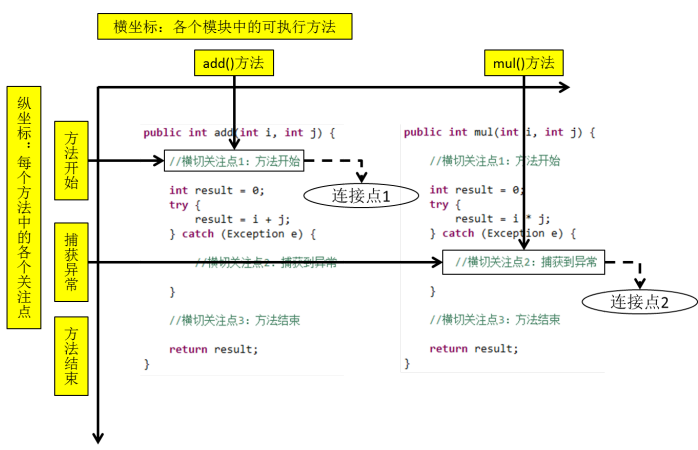 横坐标：各个模块中的可执行方法
add()方法
mul()方法
纵坐标：每个方法中的各个关注点
方法开始
捕获异常
方法结束
public int add(int i, int j) {
//横切关注点1：方法开始
连接点1
int result = 0;
try {
result = i + j;
} catch (Exception e) {
//横切关注点2：捕获到异常
}
//横切关注点3：方法结束
return result;
}
public int mul(int i, int j) {
//横切关注点1：方法开始
int result = 0;
try {
result = i * j;
} catch (Exception e) {
//横切关注点2：捕获到异常
连接点2
}
//横切关注点3：方法结束
return result;
}